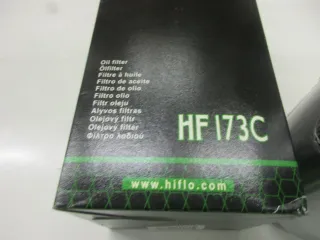 Oil filter
Ölfilter
Filtre à huile
Filtro de aceite
Filtro de olio
Filtro olio
Filtr oleju
Alyvos filtras
Olejový filtr
Olejový filter
Φίλτρο λαδιού
HF173C
www.hiflo.com